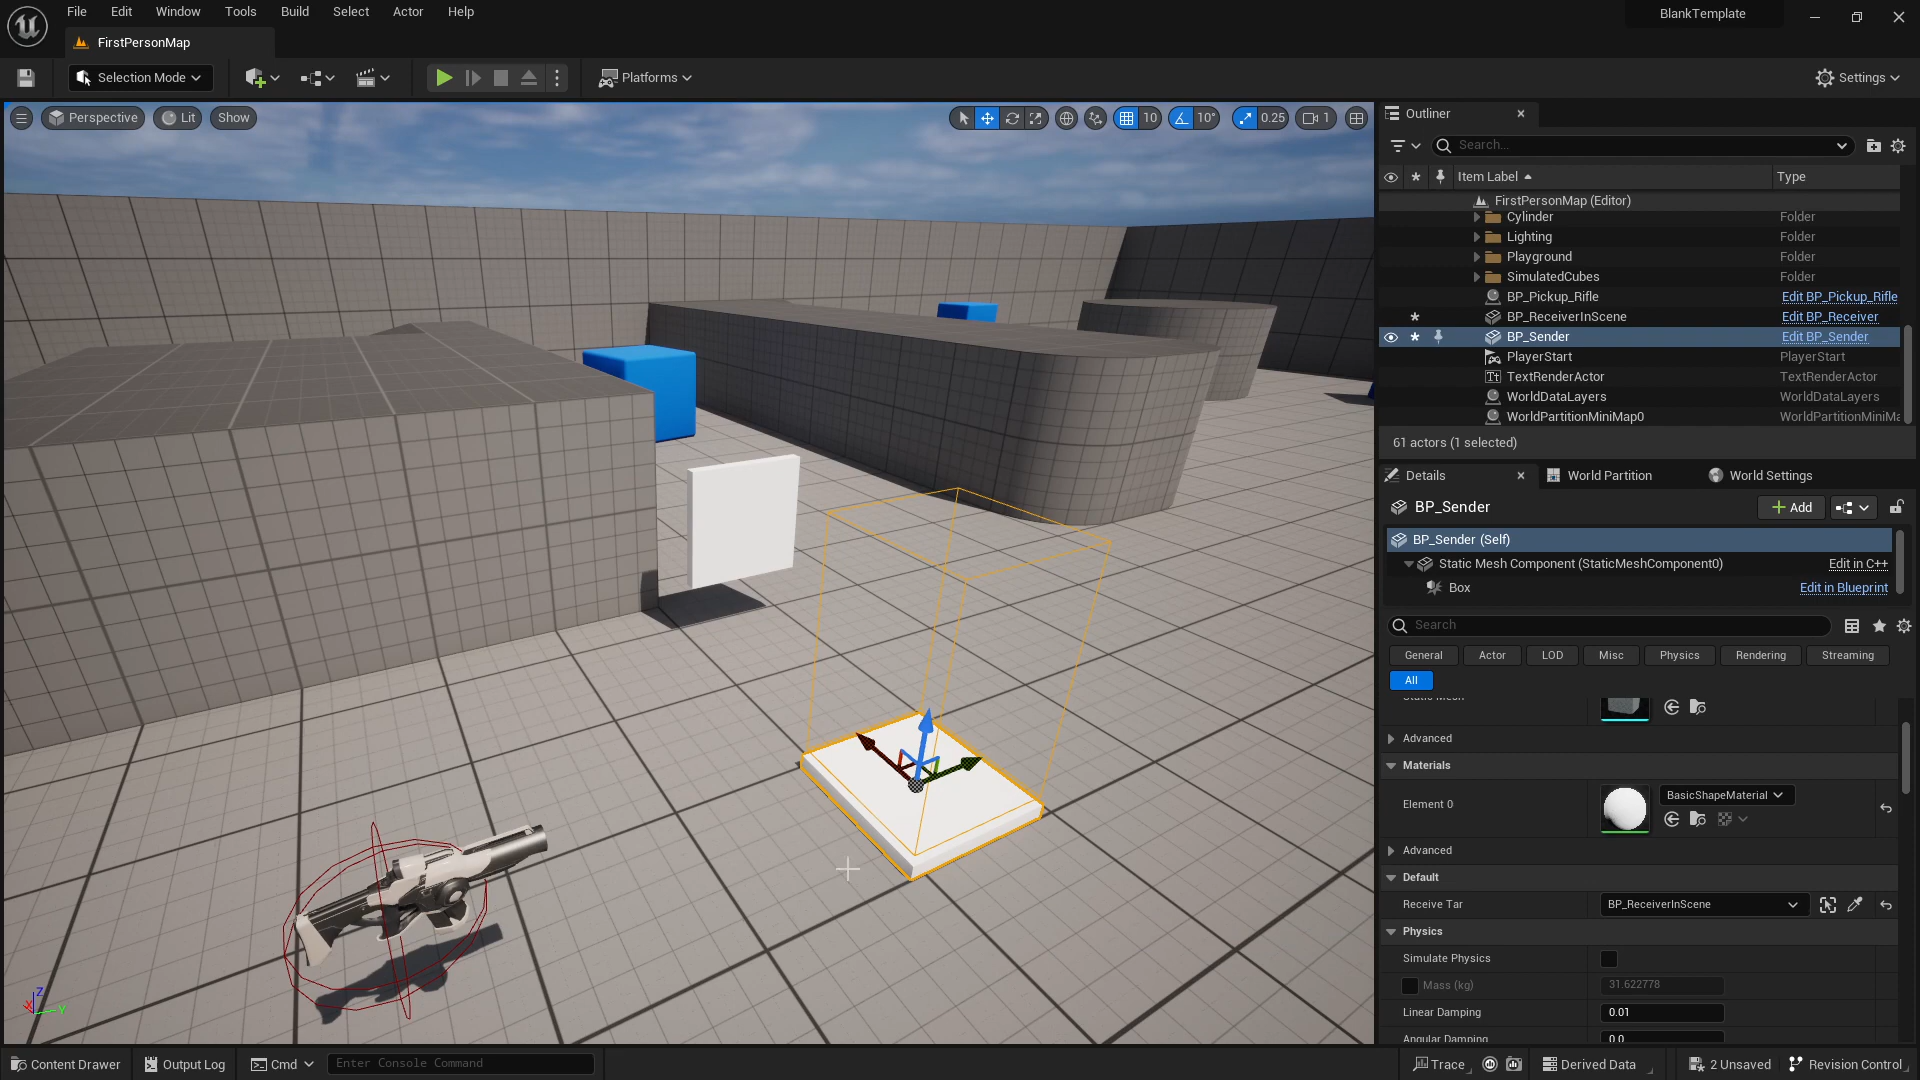 File Edit Window Tools Build Select Actor Help
BlankTemplate
FirstPersonMap
Selection Mode
Platforms
Settings
Perspective Lit Show
10 10° 0.25 1
Outliner
Search...
Item Label Type
FirstPersonMap (Editor)
Cylinder Folder
Lighting Folder
Playground Folder
SimulatedCubes Folder
BP_Pickup_Rifle Edit BP_Pickup_Rifle
BP_ReceiverInScene Edit BP_Receiver
BP_Sender Edit BP_Sender
PlayerStart PlayerStart
TextRenderActor TextRenderActor
WorldDataLayers WorldDataLayers
WorldPartitionMiniMap0 WorldPartitionMiniMa
61 actors (1 selected)
Details World Partition World Settings
BP_Sender Add
BP_Sender (Self)
Static Mesh Component (StaticMeshComponent0) Edit in C++
Box Edit in Blueprint
Search
General Actor LOD Misc Physics Rendering Streaming
All
Static Mesh
Advanced
Materials
Element 0 BasicShapeMaterial
Advanced
Default
Receive Tar BP_ReceiverInScene
Physics
Simulate Physics
Mass (kg) 31.622778
Linear Damping 0.01
Angular Damping 0.0
Z
X Y
Content Drawer Output Log Cmd Enter Console Command Trace Derived Data 2 Unsaved Revision Control